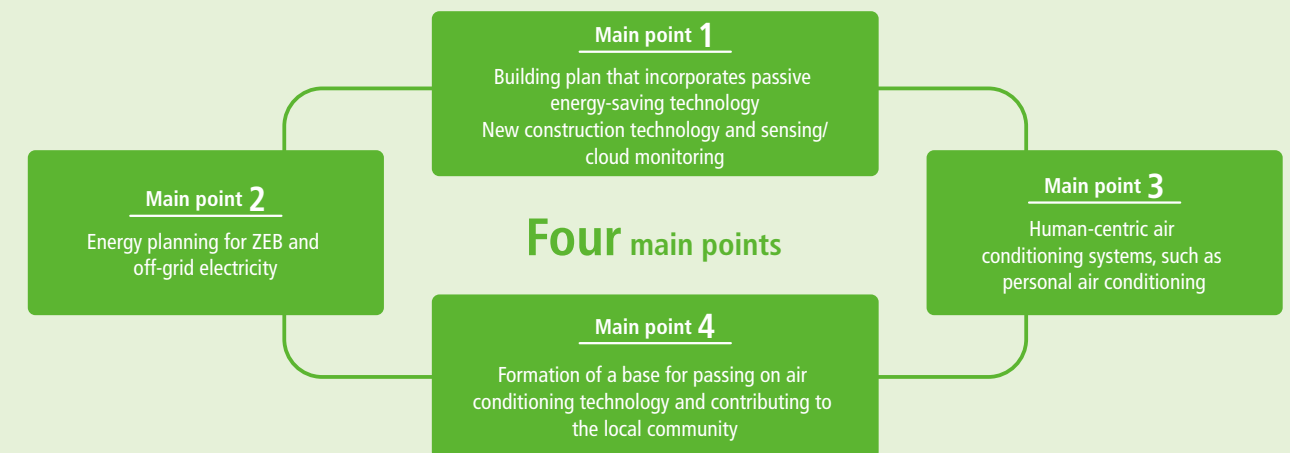 Main point 1
Building plan that incorporates passive
energy-saving technology
New construction technology and sensing/
cloud monitoring
Main point 2
Energy planning for ZEB and
off-grid electricity
Four main points
Main point 3
Human-centric air
conditioning systems, such as
personal air conditioning
Main point 4
Formation of a base for passing on air
conditioning technology and contributing to
the local community